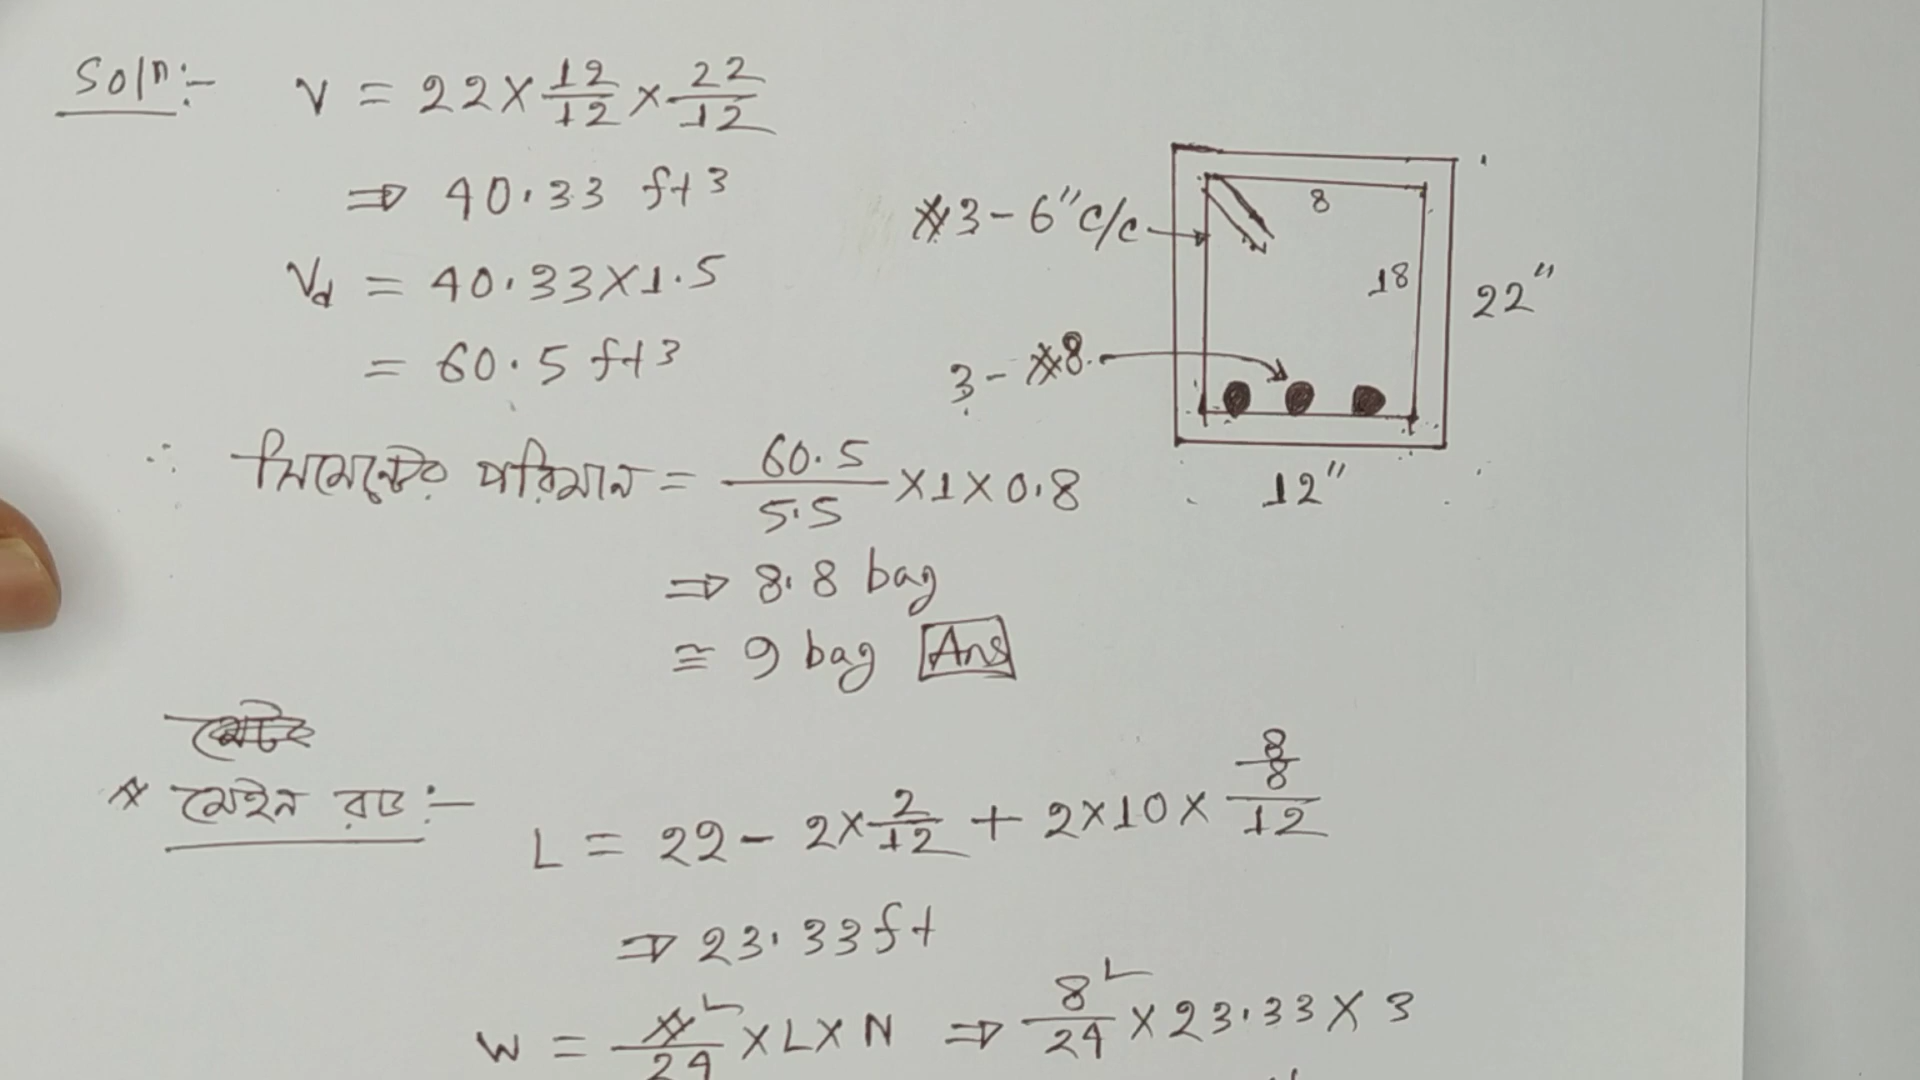 Solⁿ:-
V = 22 × 12/12 × 22/12
⇒ 40.33 ft³
Vd = 40.33×1.5
= 60.5 ft³
∴ সিমেন্টের পরিমান = 60.5/5.5 ×1×0.8
⇒ 8.8 bag
≅ 9 bag Ans
#3-6"c/c
8
18
22"
3-#8
12"
* মেইন রড:-
L = 22 - 2×2/12 + 2×10× (8/8)/12
⇒ 23.33 ft
W = #²/24 ×L×N ⇒ 8²/24 ×23.33×3